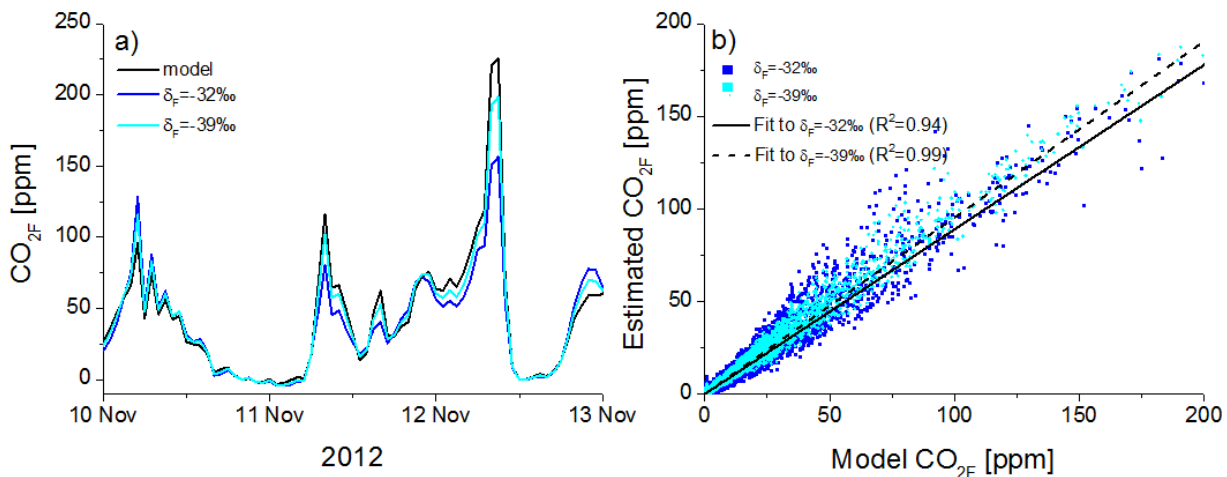 a)
model
δF=-32‰
δF=-39‰
CO2F [ppm]
250
200
150
100
50
0
10 Nov
11 Nov
12 Nov
13 Nov
2012
b)
δF=-32‰
δF=-39‰
Fit to δF=-32‰ (R²=0.94)
Fit to δF=-39‰ (R²=0.99)
Estimated CO2F [ppm]
200
150
100
50
0
0
50
100
150
200
Model CO2F [ppm]